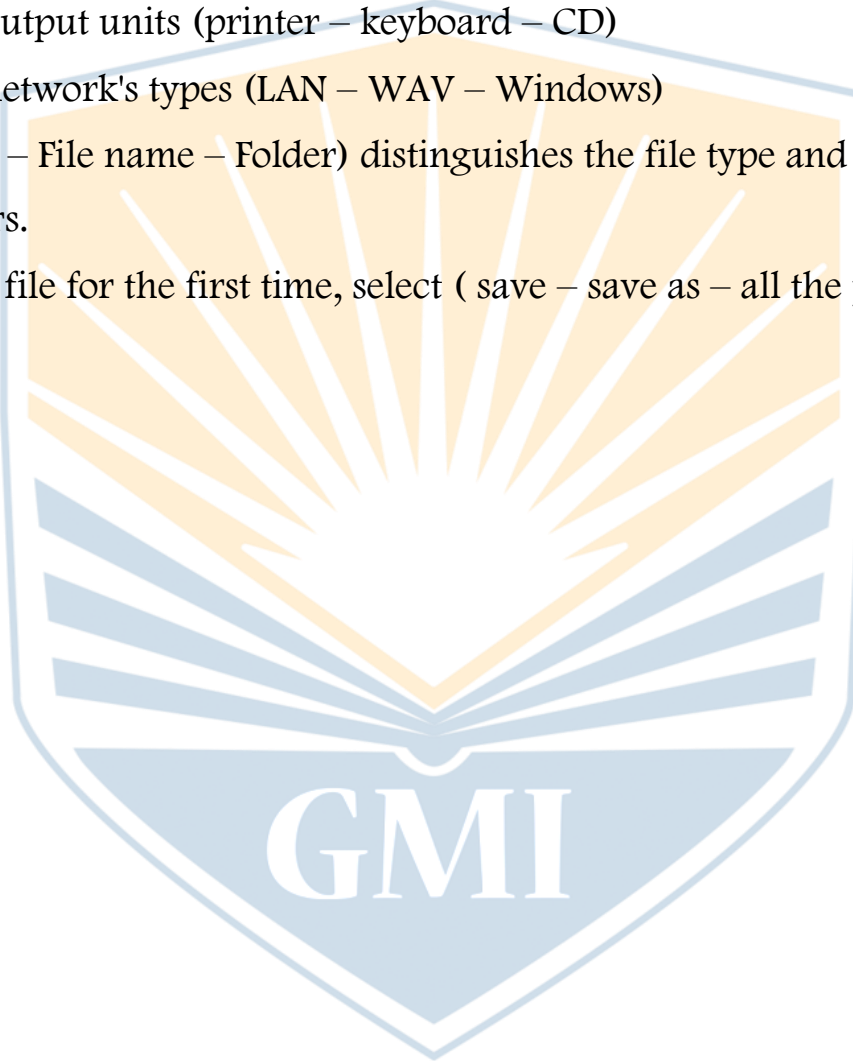 utput units (printer – keyboard – CD)
network's types (LAN – WAV – Windows)
– File name – Folder) distinguishes the file type and
rs.
file for the first time, select ( save – save as – all the
GMI